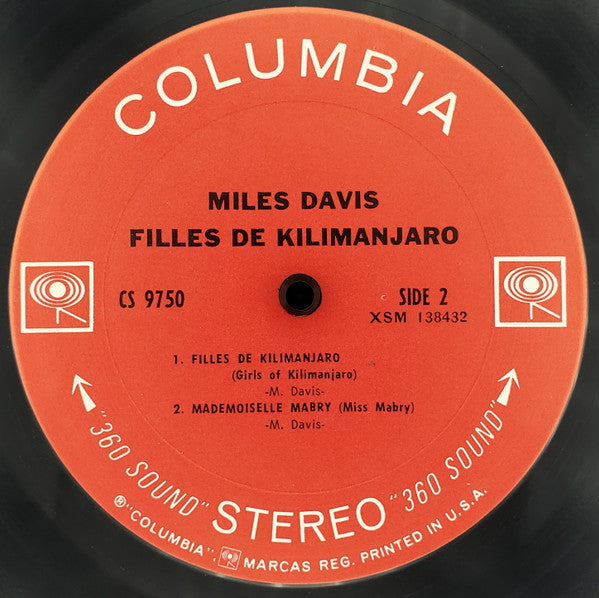 COLUMBIA
MILES DAVIS
FILLES DE KILIMANJARO
CS 9750
SIDE 2
XSM 138432
1. FILLES DE KILIMANJARO
(Girls of Kilimanjaro)
-M. Davis-
2. MADEMOISELLE MABRY (Miss Mabry)
-M. Davis-
"360 SOUND" STEREO "360 SOUND"
® "COLUMBIA", MARCAS REG. PRINTED IN U.S.A.